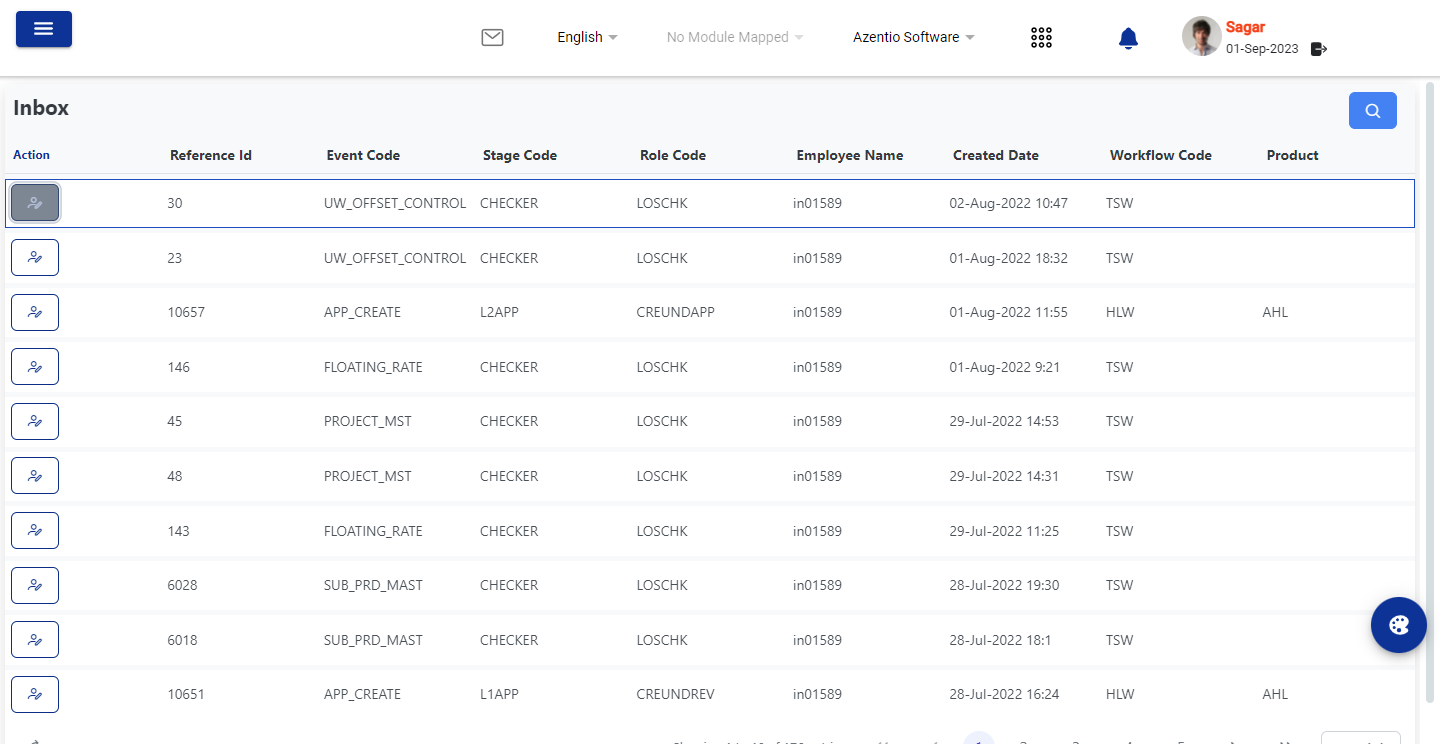 English No Module Mapped Azentio Software Sagar
01-Sep-2023
Inbox
Action Reference Id Event Code Stage Code Role Code Employee Name Created Date Workflow Code Product
30 UW_OFFSET_CONTROL CHECKER LOSCHK in01589 02-Aug-2022 10:47 TSW
23 UW_OFFSET_CONTROL CHECKER LOSCHK in01589 01-Aug-2022 18:32 TSW
10657 APP_CREATE L2APP CREUNDAPP in01589 01-Aug-2022 11:55 HLW AHL
146 FLOATING_RATE CHECKER LOSCHK in01589 01-Aug-2022 9:21 TSW
45 PROJECT_MST CHECKER LOSCHK in01589 29-Jul-2022 14:53 TSW
48 PROJECT_MST CHECKER LOSCHK in01589 29-Jul-2022 14:31 TSW
143 FLOATING_RATE CHECKER LOSCHK in01589 29-Jul-2022 11:25 TSW
6028 SUB_PRD_MAST CHECKER LOSCHK in01589 28-Jul-2022 19:30 TSW
6018 SUB_PRD_MAST CHECKER LOSCHK in01589 28-Jul-2022 18:1 TSW
10651 APP_CREATE L1APP CREUNDREV in01589 28-Jul-2022 16:24 HLW AHL